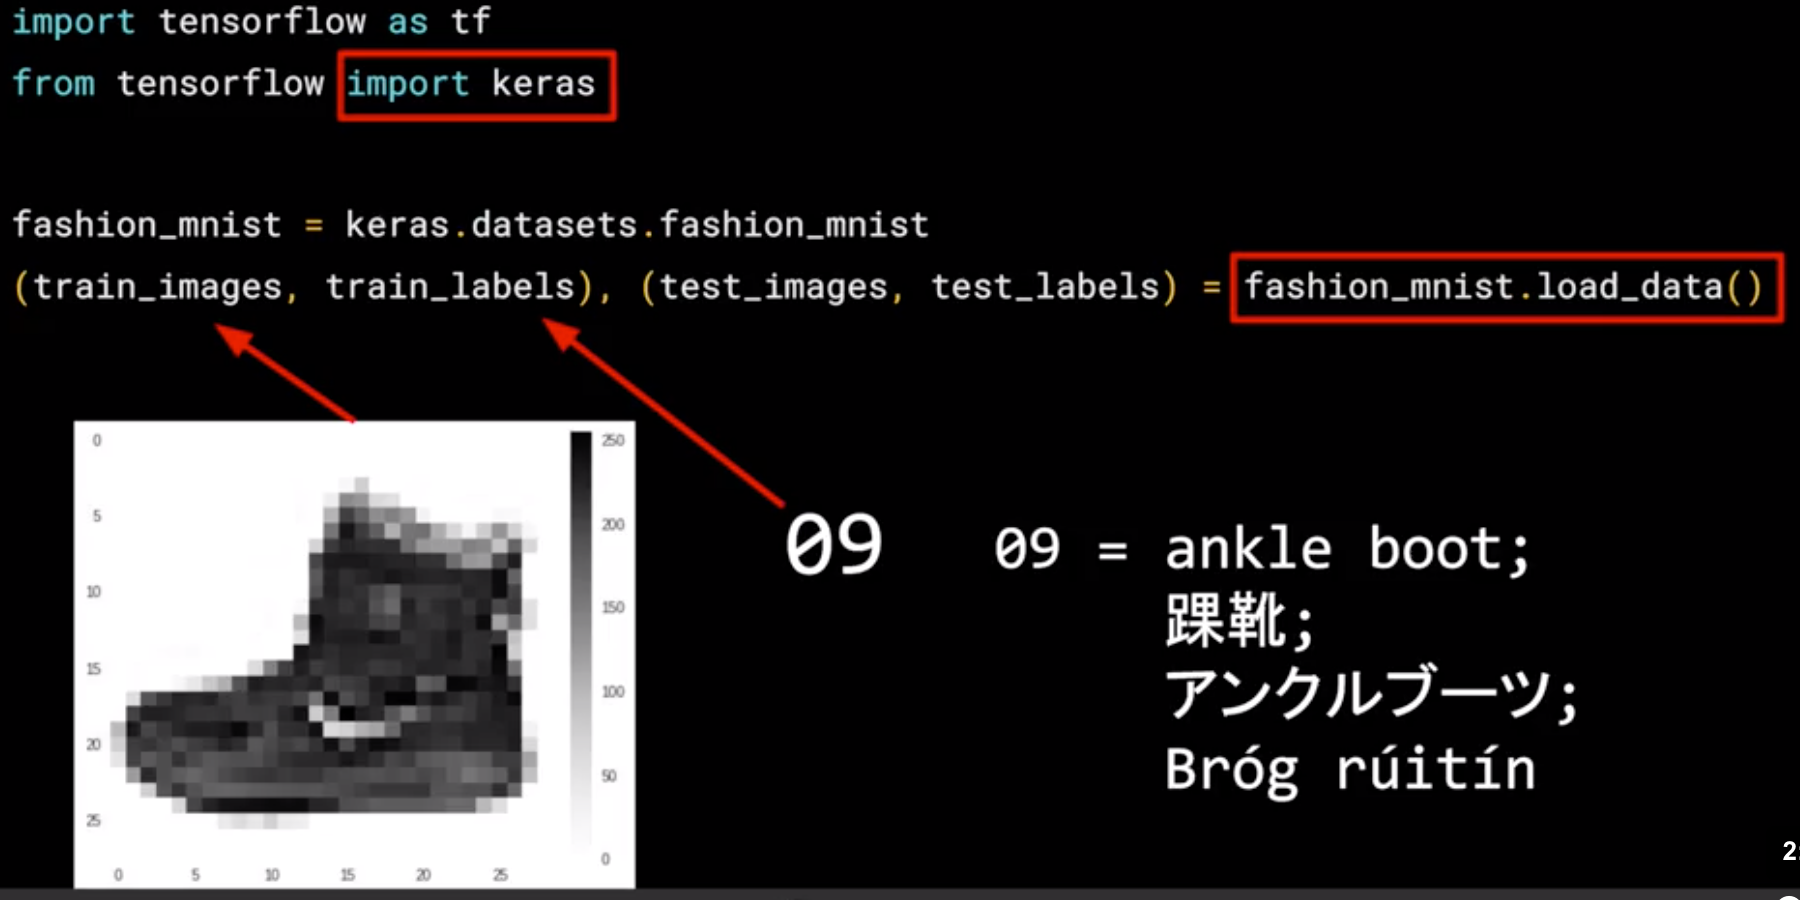 import tensorflow as tf
from tensorflow import keras
fashion_mnist = keras.datasets.fashion_mnist
(train_images, train_labels), (test_images, test_labels) = fashion_mnist.load_data()
0
5
10
15
20
25
0 5 10 15 20 25
250
200
150
100
50
0
09
09 = ankle boot;
踝靴;
アンクルブーツ;
Bróg rúitín